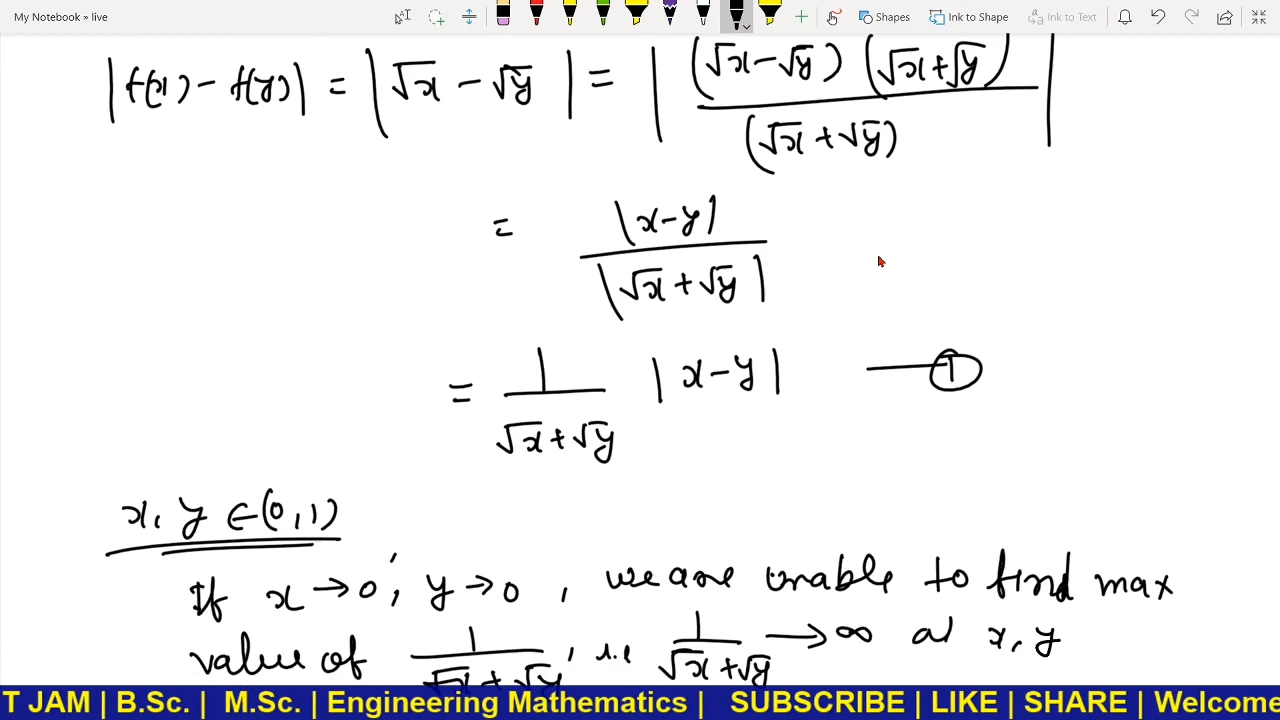 My Notebook » live
Shapes
Ink to Shape
Ink to Text
|f(x) - f(y)| = |√x - √y| = | (√x - √y) (√x + √y) / (√x + √y) |
= |x - y| / |√x + √y|
= 1 / (√x + √y) |x - y| — ①
x, y ∈ (0, 1)
If x → 0, y → 0, we are unable to find max
value of 1 / (√x + √y), i.e 1 / (√x + √y) → ∞ as x, y
T JAM | B.Sc. | M.Sc. | Engineering Mathematics | SUBSCRIBE | LIKE | SHARE | Welcome